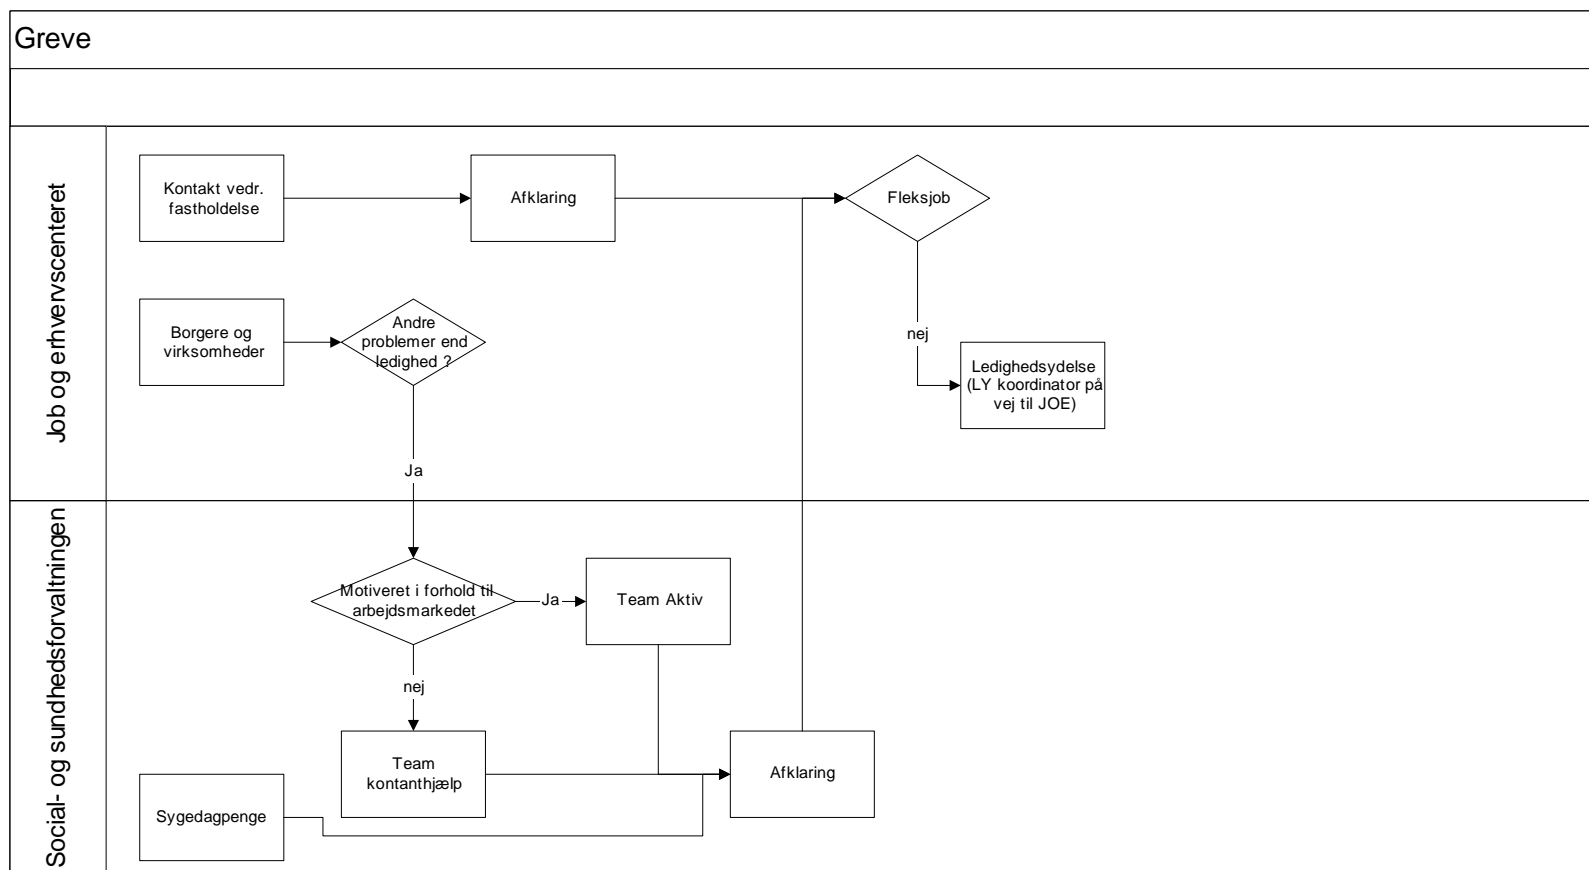 Greve
Job og erhvervscenteret
Kontakt vedr.
fastholdelse
Afklaring
Fleksjob
Borgere og
virksomheder
Andre
problemer end
ledighed ?
nej
Ledighedsydelse
(LY koordinator på
vej til JOE)
Ja
Social- og sundhedsforvaltningen
Motiveret i forhold til
arbejdsmarkedet
Ja
Team Aktiv
nej
Team
kontanthjælp
Afklaring
Sygedagpenge